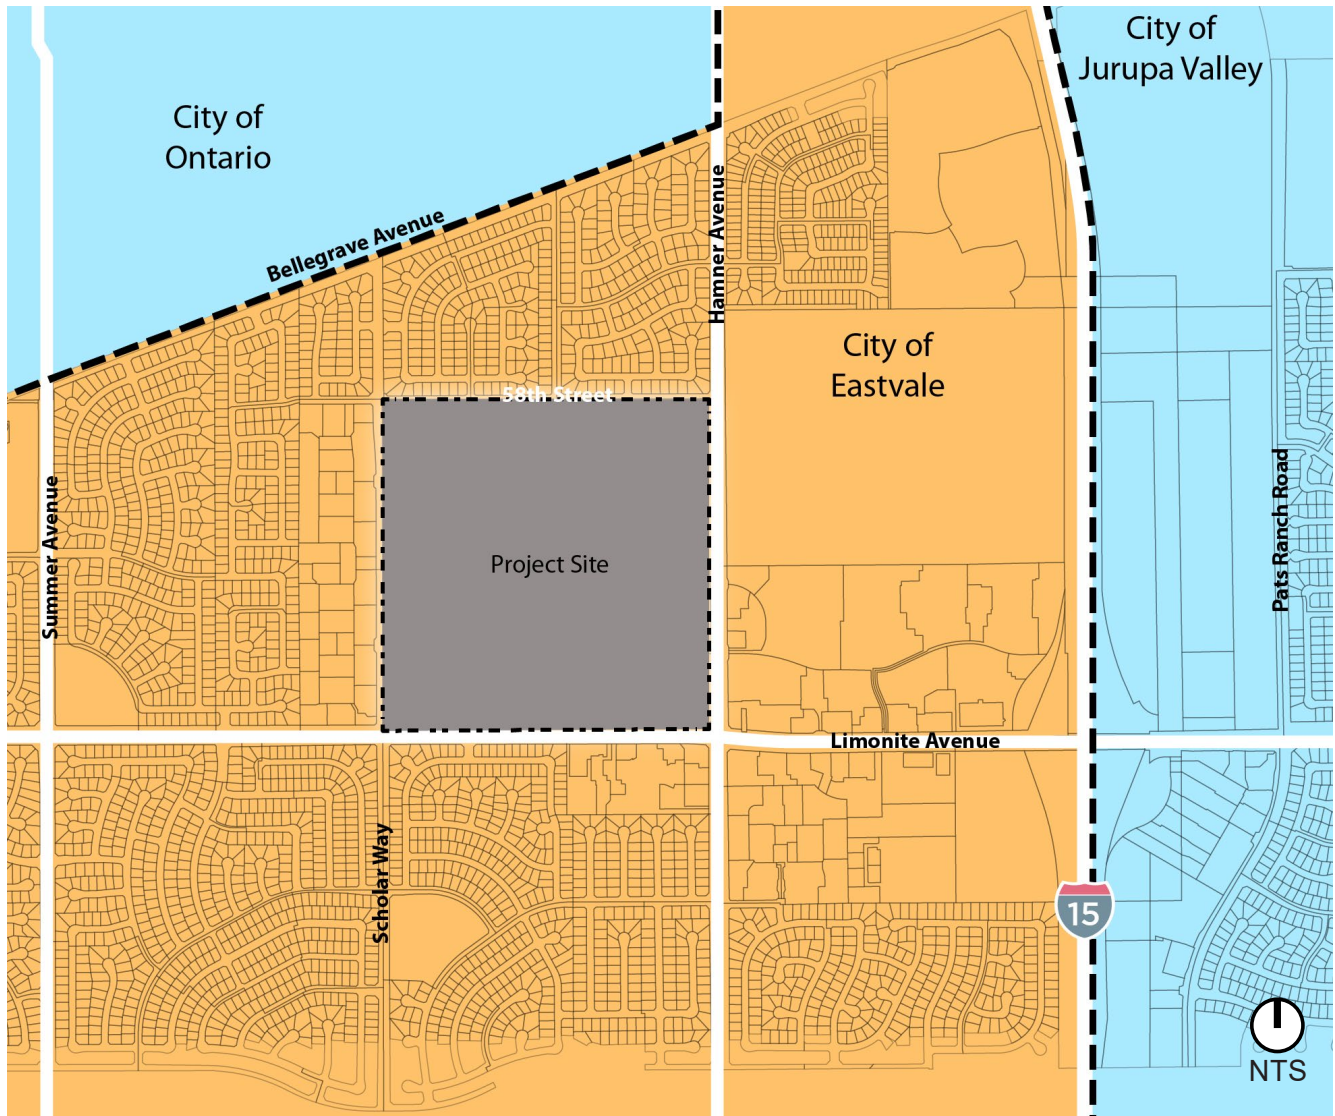 City of
Jurupa Valley
City of
Ontario
Bellegrave Avenue
Hamner Avenue
City of
Eastvale
58th Street
Summer Avenue
Pats Ranch Road
Project Site
Limonite Avenue
Scholar Way
15
NTS